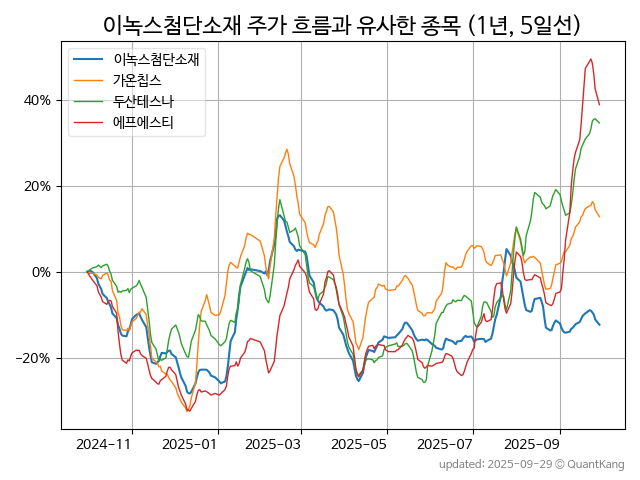 이녹스첨단소재 주가 흐름과 유사한 종목 (1년, 5일선)
이녹스첨단소재
가온칩스
두산테스나
에프에스티
40%
20%
0%
−20%
2024-11
2025-01
2025-03
2025-05
2025-07
2025-09
updated: 2025-09-29 © QuantKang